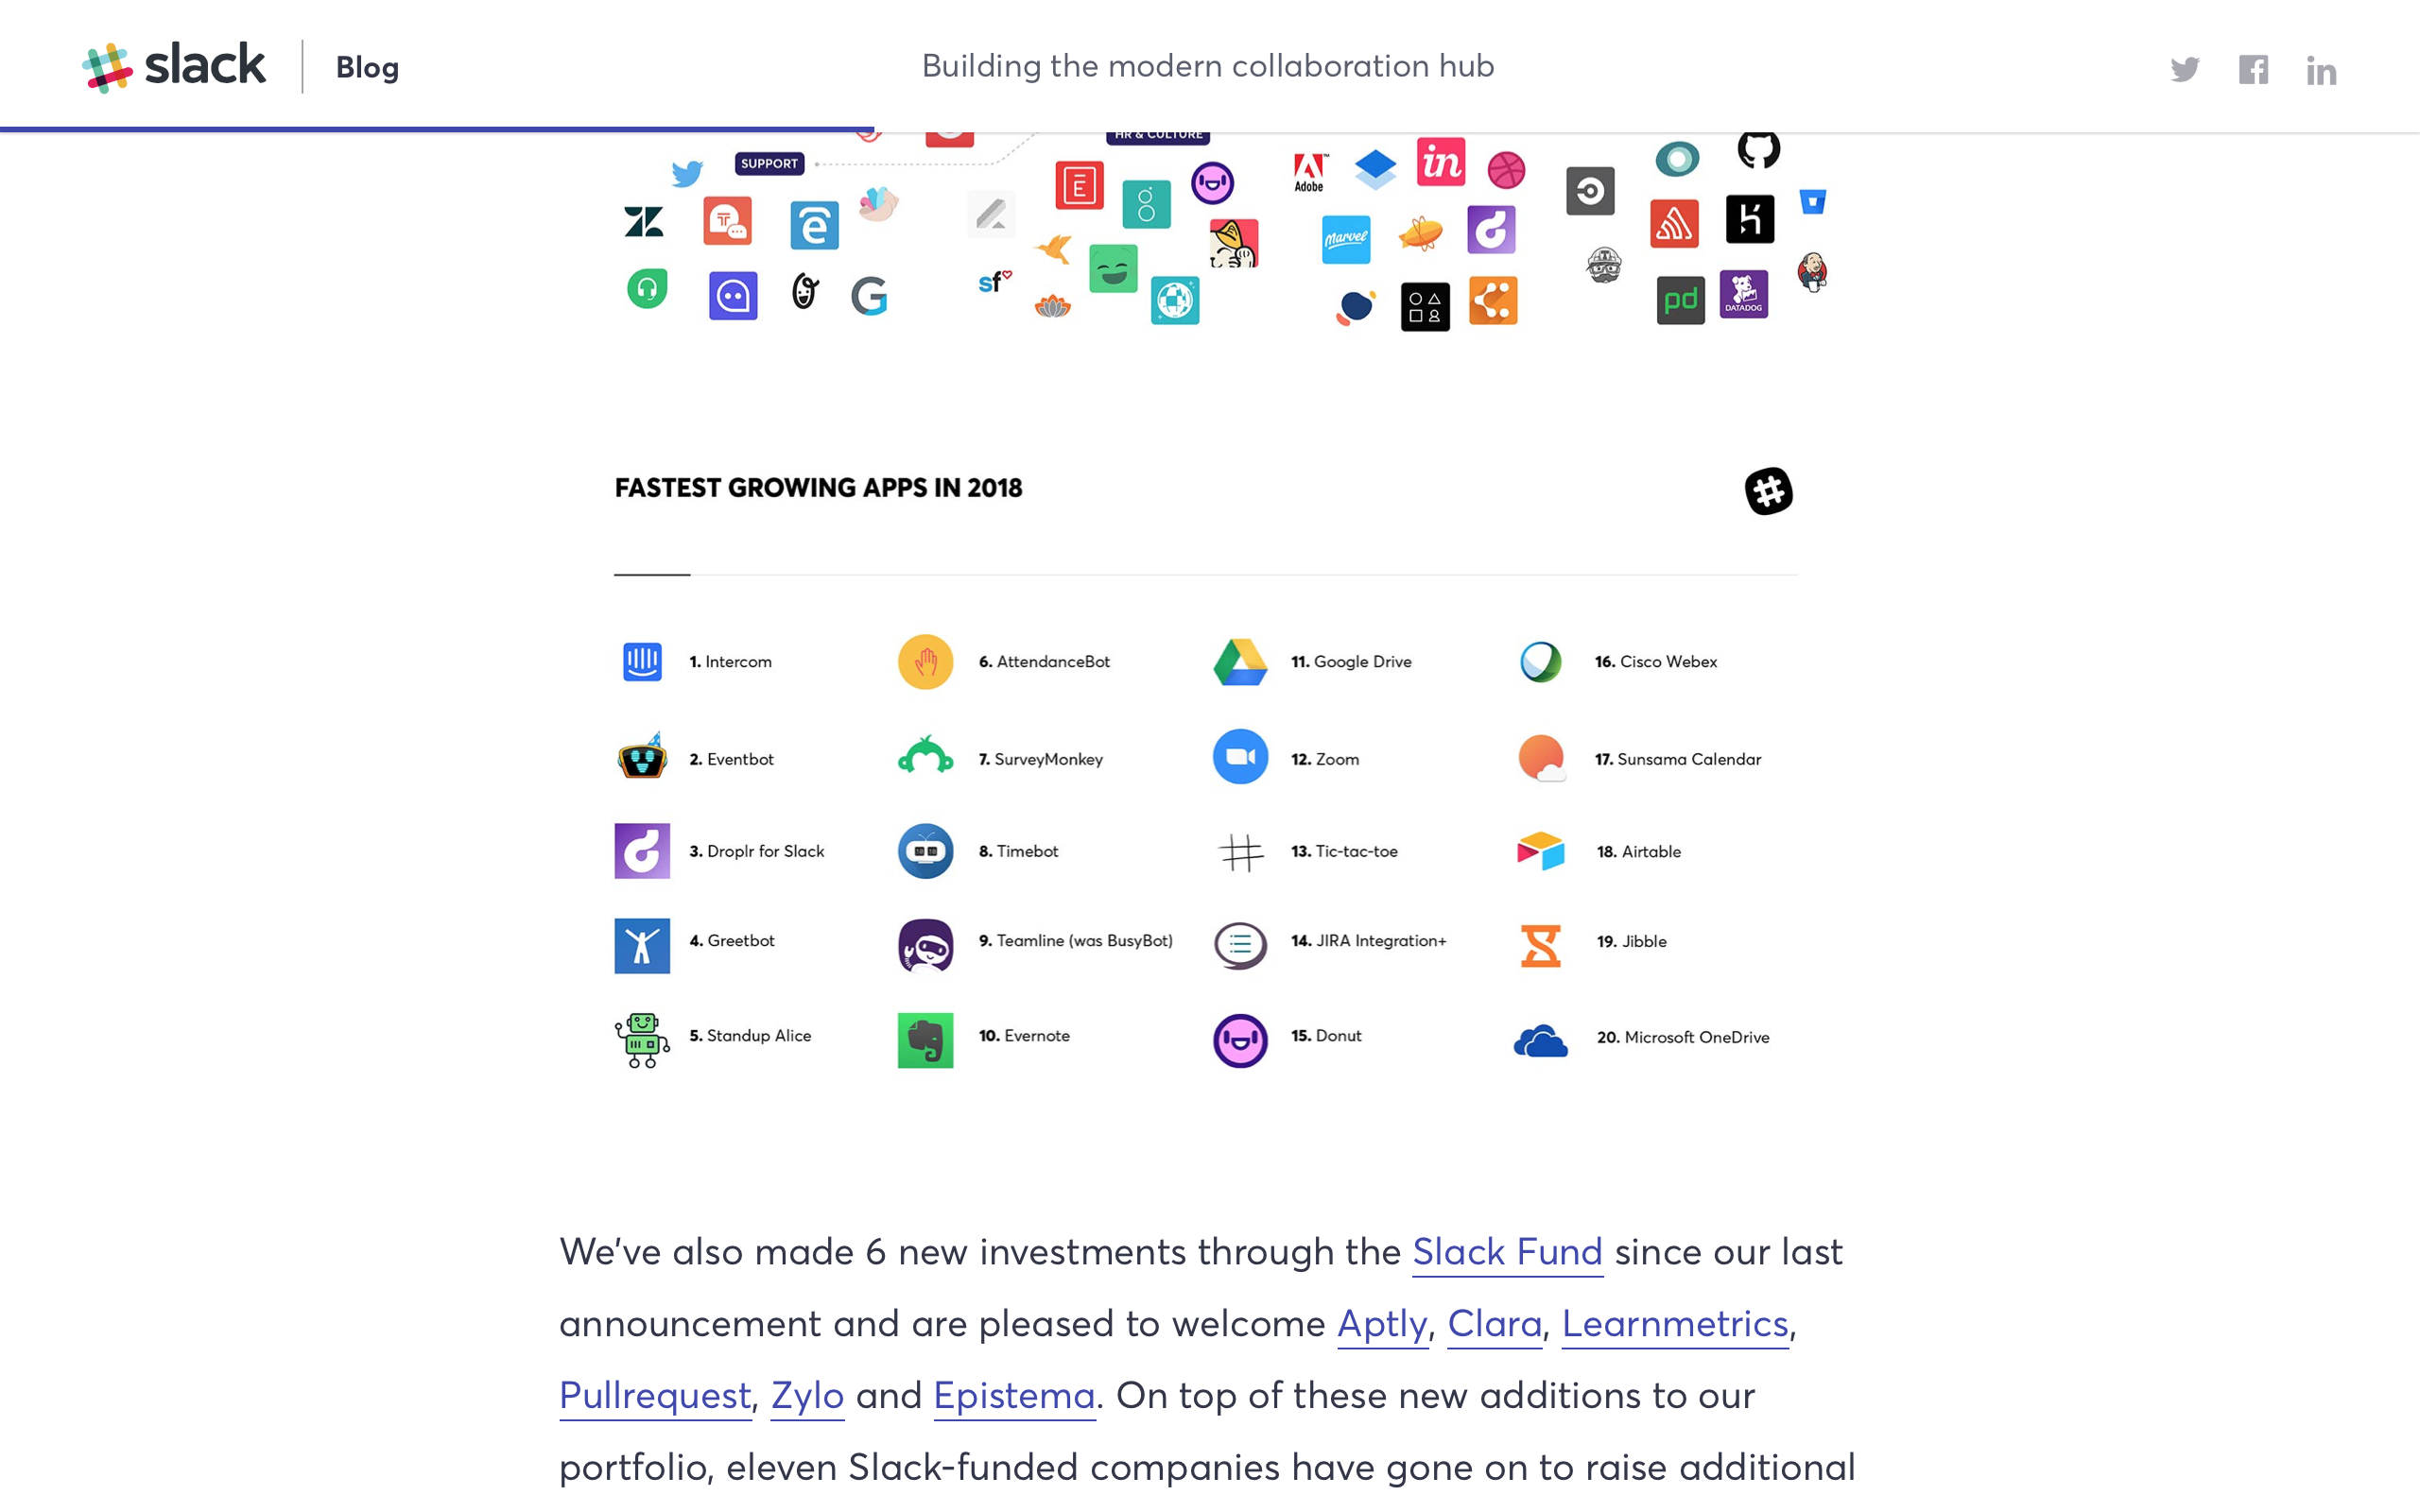 slack
Blog
Building the modern collaboration hub
in
HR & CULTURE
SUPPORT
Adobe
in
Marvel
sf
pd
DATADOG
FASTEST GROWING APPS IN 2018
1. Intercom
2. Eventbot
3. Droplr for Slack
4. Greetbot
5. Standup Alice
6. AttendanceBot
7. SurveyMonkey
8. Timebot
9. Teamline (was BusyBot)
10. Evernote
11. Google Drive
12. Zoom
13. Tic-tac-toe
14. JIRA Integration+
15. Donut
16. Cisco Webex
17. Sunsama Calendar
18. Airtable
19. Jibble
20. Microsoft OneDrive
We’ve also made 6 new investments through the Slack Fund since our last
announcement and are pleased to welcome Aptly, Clara, Learnmetrics,
Pullrequest, Zylo and Epistema. On top of these new additions to our
portfolio, eleven Slack-funded companies have gone on to raise additional